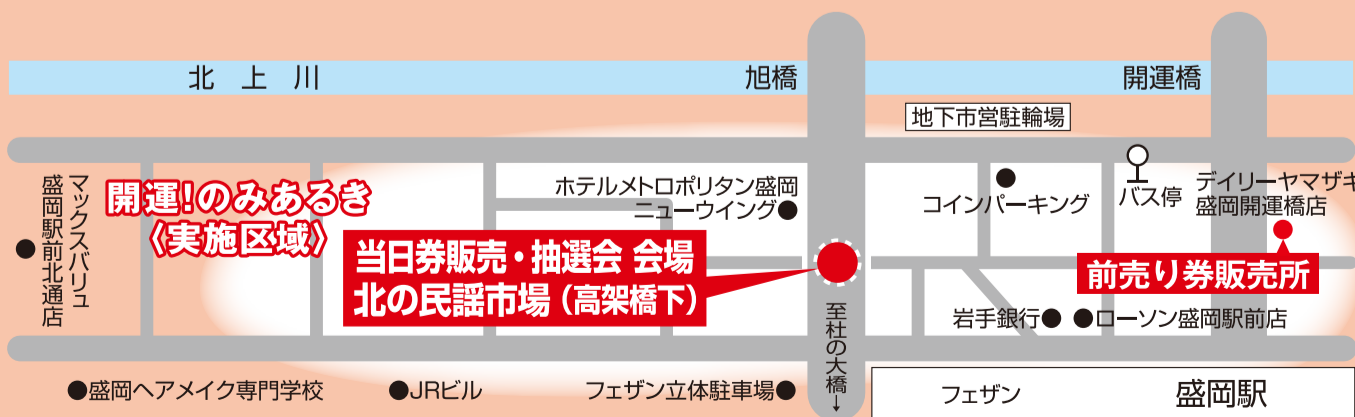 北上川
旭橋
開運橋
地下市営駐輪場
マックスバリュ
盛岡駅前北通店
開運!のみあるき
〈実施区域〉
ホテルメトロポリタン盛岡
ニューウイング
コインパーキング
バス停
デイリーヤマザキ
盛岡開運橋店
当日券販売・抽選会 会場
北の民謡市場(高架橋下)
前売り券販売所
至杜の大橋↓
岩手銀行
ローソン盛岡駅前店
盛岡ヘアメイク専門学校
JRビル
フェザン立体駐車場
フェザン
盛岡駅